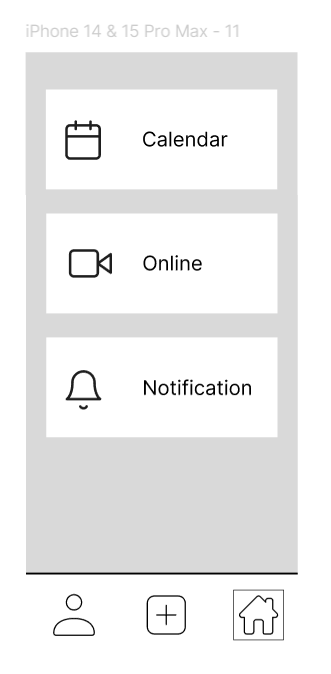 iPhone 14 & 15 Pro Max - 11
Calendar
Online
Notification